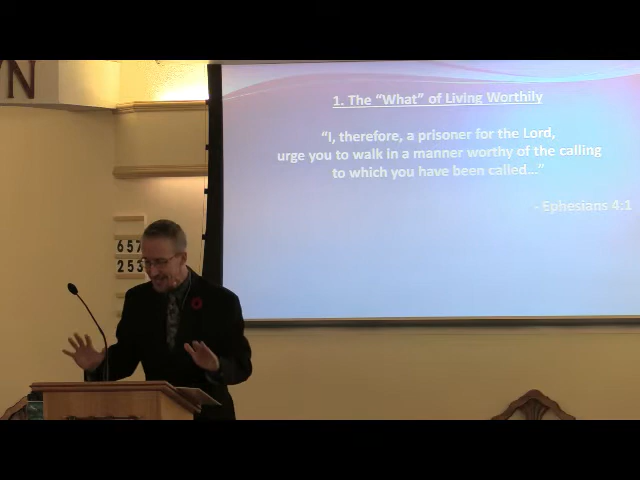 WN
1. The “What” of Living Worthily
“I, therefore, a prisoner for the Lord,
urge you to walk in a manner worthy of the calling
to which you have been called…”
- Ephesians 4:1
657
253